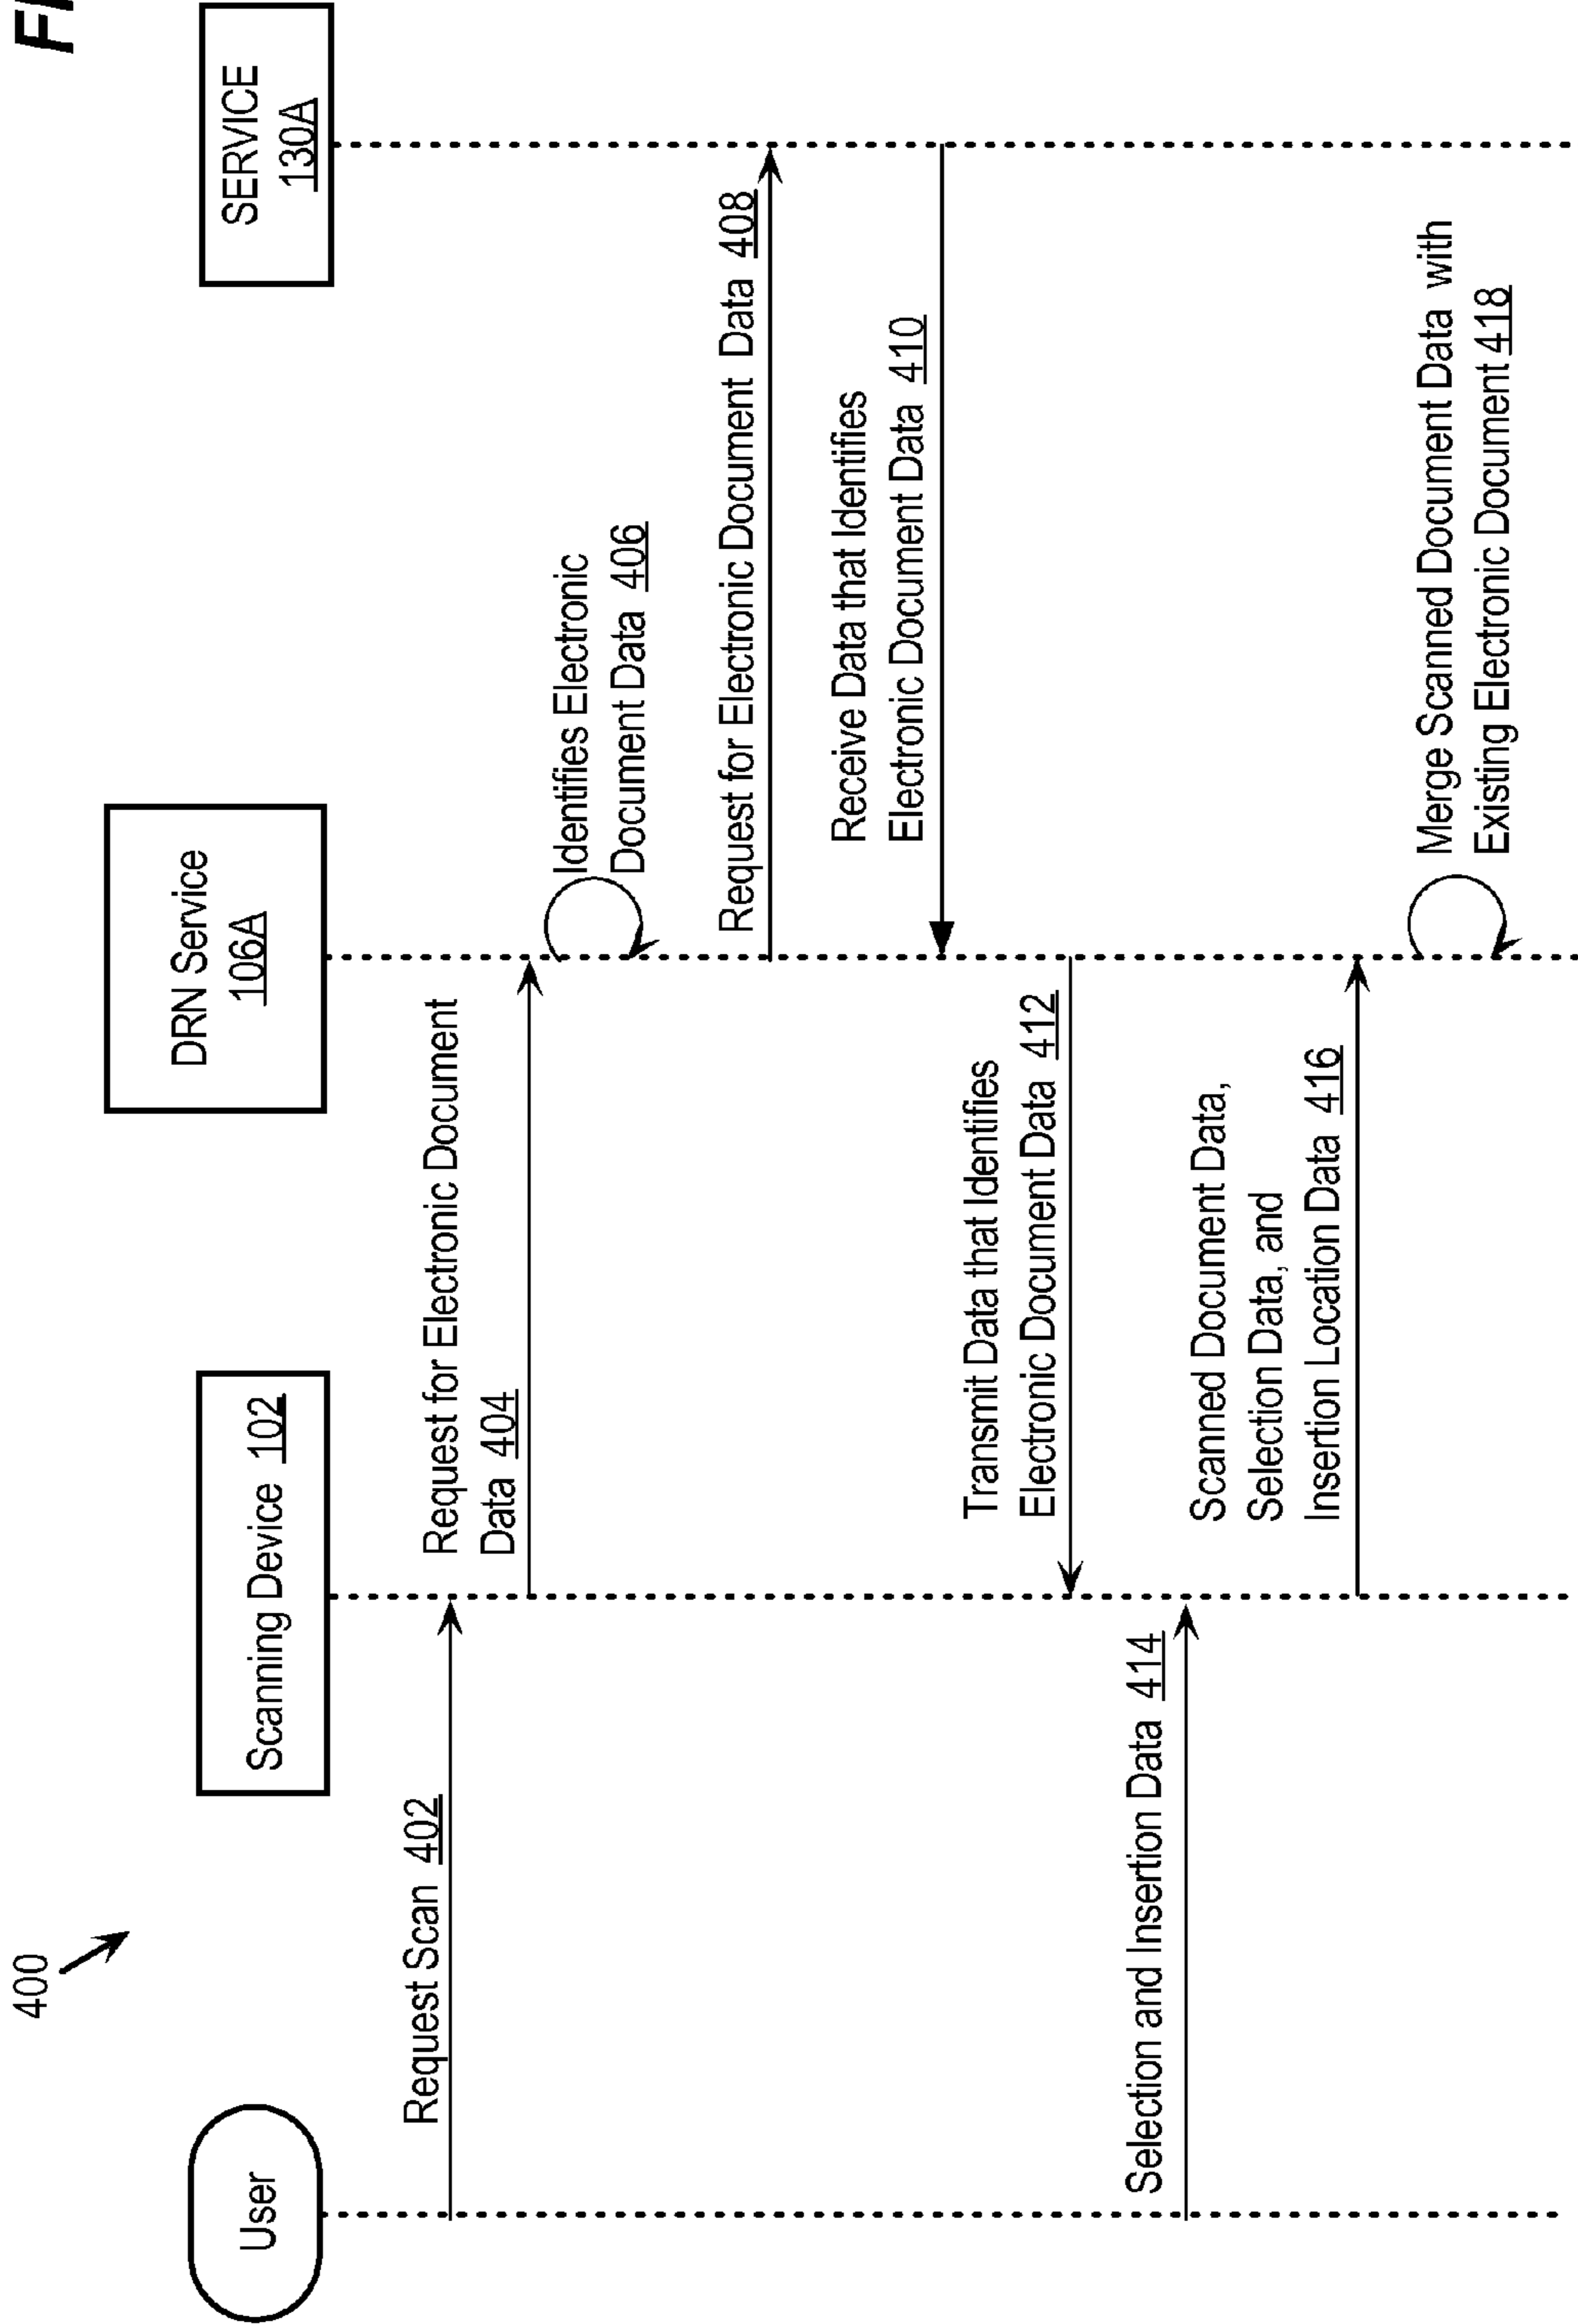 400
User
Scanning Device 102
DRN Service
106A
SERVICE
130A
Request Scan 402
Request for Electronic Document
Data 404
Identifies Electronic
Document Data 406
Request for Electronic Document Data 408
Receive Data that Identifies
Electronic Document Data 410
Transmit Data that Identifies
Electronic Document Data 412
Selection and Insertion Data 414
Scanned Document Data,
Selection Data, and
Insertion Location Data 416
Merge Scanned Document Data with
Existing Electronic Document 418